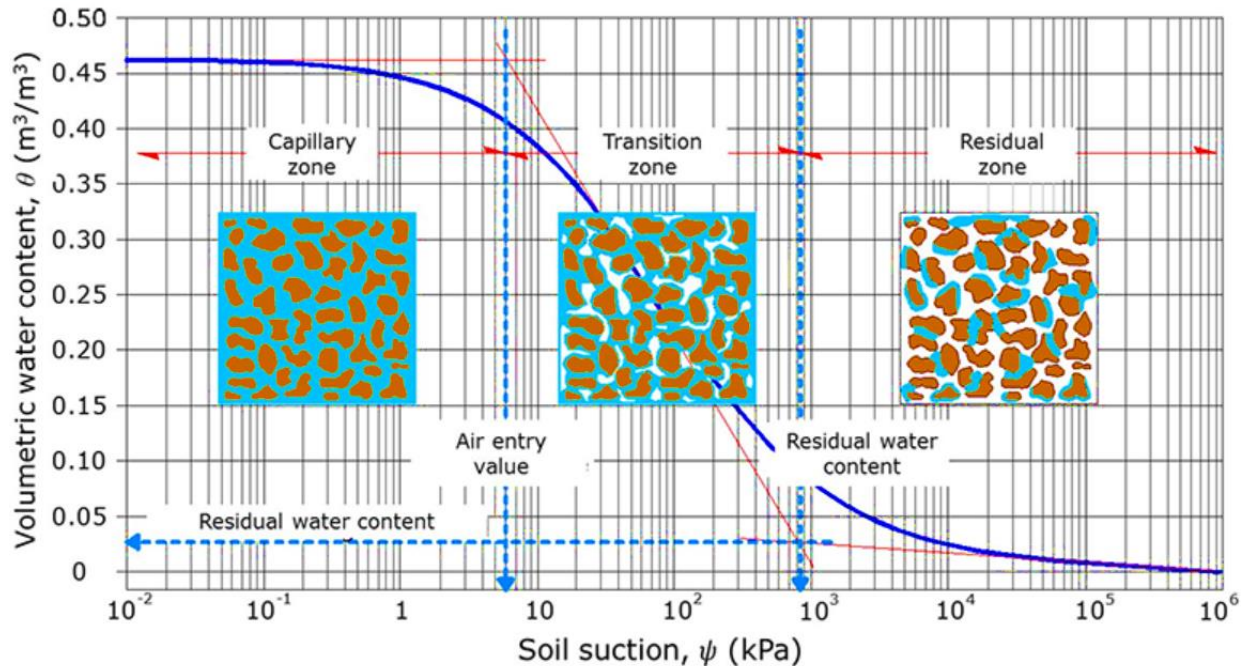 Volumetric water content, θ (m³/m³)
0.50
0.45
0.40
0.35
0.30
0.25
0.20
0.15
0.10
0.05
0
Capillary
zone
Transition
zone
Residual
zone
Air entry
value
Residual water
content
Residual water content
10⁻²
10⁻¹
1
10
10²
10³
10⁴
10⁵
10⁶
Soil suction, ψ (kPa)